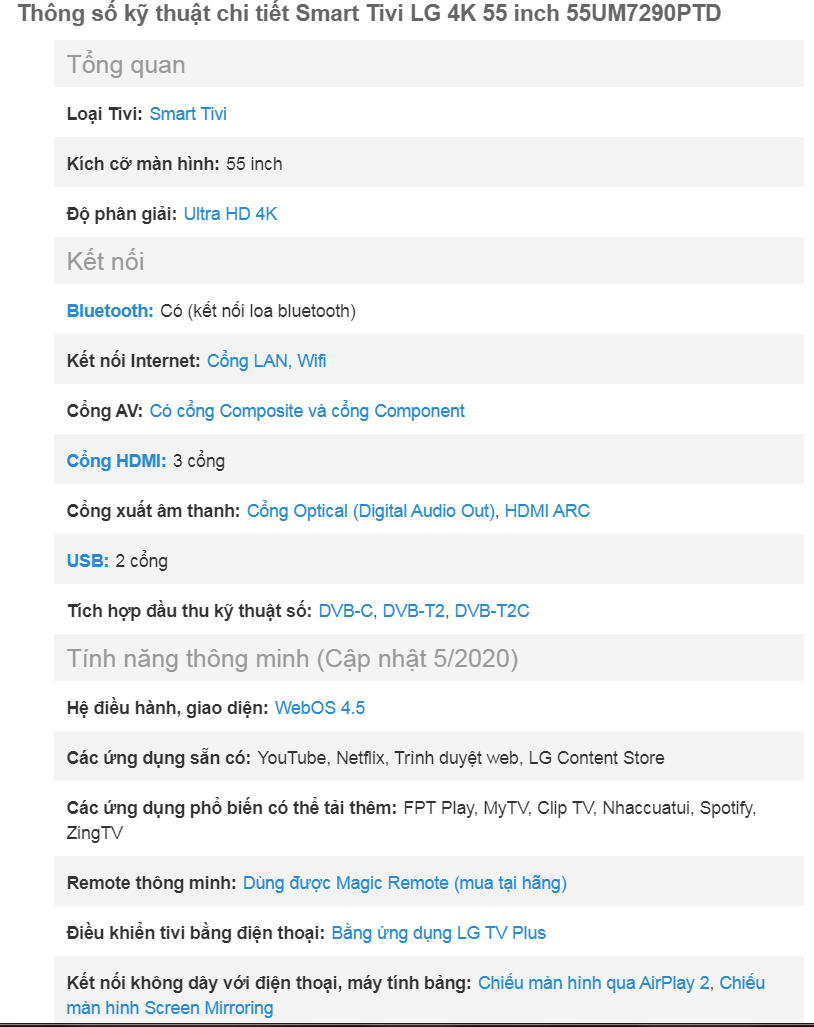 Thông số kỹ thuật chi tiết Smart Tivi LG 4K 55 inch 55UM7290PTD
Tổng quan
Loại Tivi: Smart Tivi
Kích cỡ màn hình: 55 inch
Độ phân giải: Ultra HD 4K
Kết nối
Bluetooth: Có (kết nối loa bluetooth)
Kết nối Internet: Cổng LAN, Wifi
Cổng AV: Có cổng Composite và cổng Component
Cổng HDMI: 3 cổng
Cổng xuất âm thanh: Cổng Optical (Digital Audio Out), HDMI ARC
USB: 2 cổng
Tích hợp đầu thu kỹ thuật số: DVB-C, DVB-T2, DVB-T2C
Tính năng thông minh (Cập nhật 5/2020)
Hệ điều hành, giao diện: WebOS 4.5
Các ứng dụng sẵn có: YouTube, Netflix, Trình duyệt web, LG Content Store
Các ứng dụng phổ biến có thể tải thêm: FPT Play, MyTV, Clip TV, Nhaccuatui, Spotify,
ZingTV
Remote thông minh: Dùng được Magic Remote (mua tại hãng)
Điều khiển tivi bằng điện thoại: Bằng ứng dụng LG TV Plus
Kết nối không dây với điện thoại, máy tính bảng: Chiếu màn hình qua AirPlay 2, Chiếu
màn hình Screen Mirroring